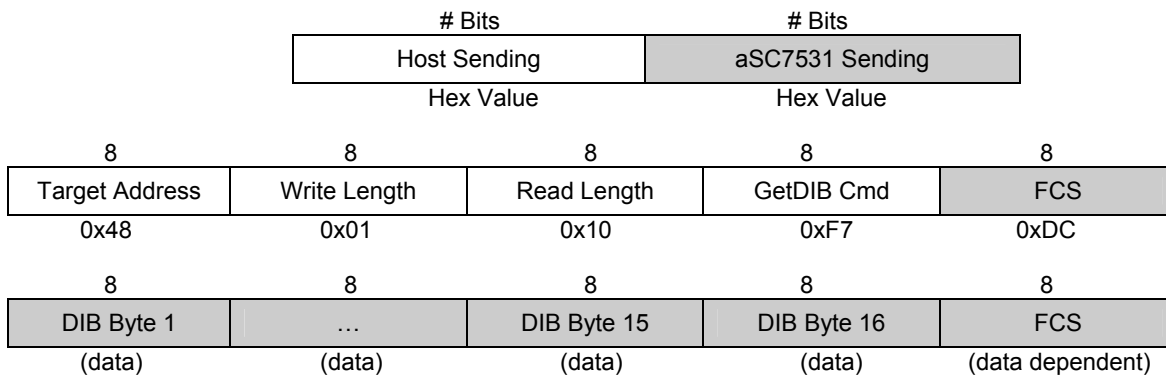 # Bits # Bits
Host Sending aSC7531 Sending
Hex Value Hex Value
8 8 8 8 8
Target Address Write Length Read Length GetDIB Cmd FCS
0x48 0x01 0x10 0xF7 0xDC
8 8 8 8 8
DIB Byte 1 … DIB Byte 15 DIB Byte 16 FCS
(data) (data) (data) (data) (data dependent)